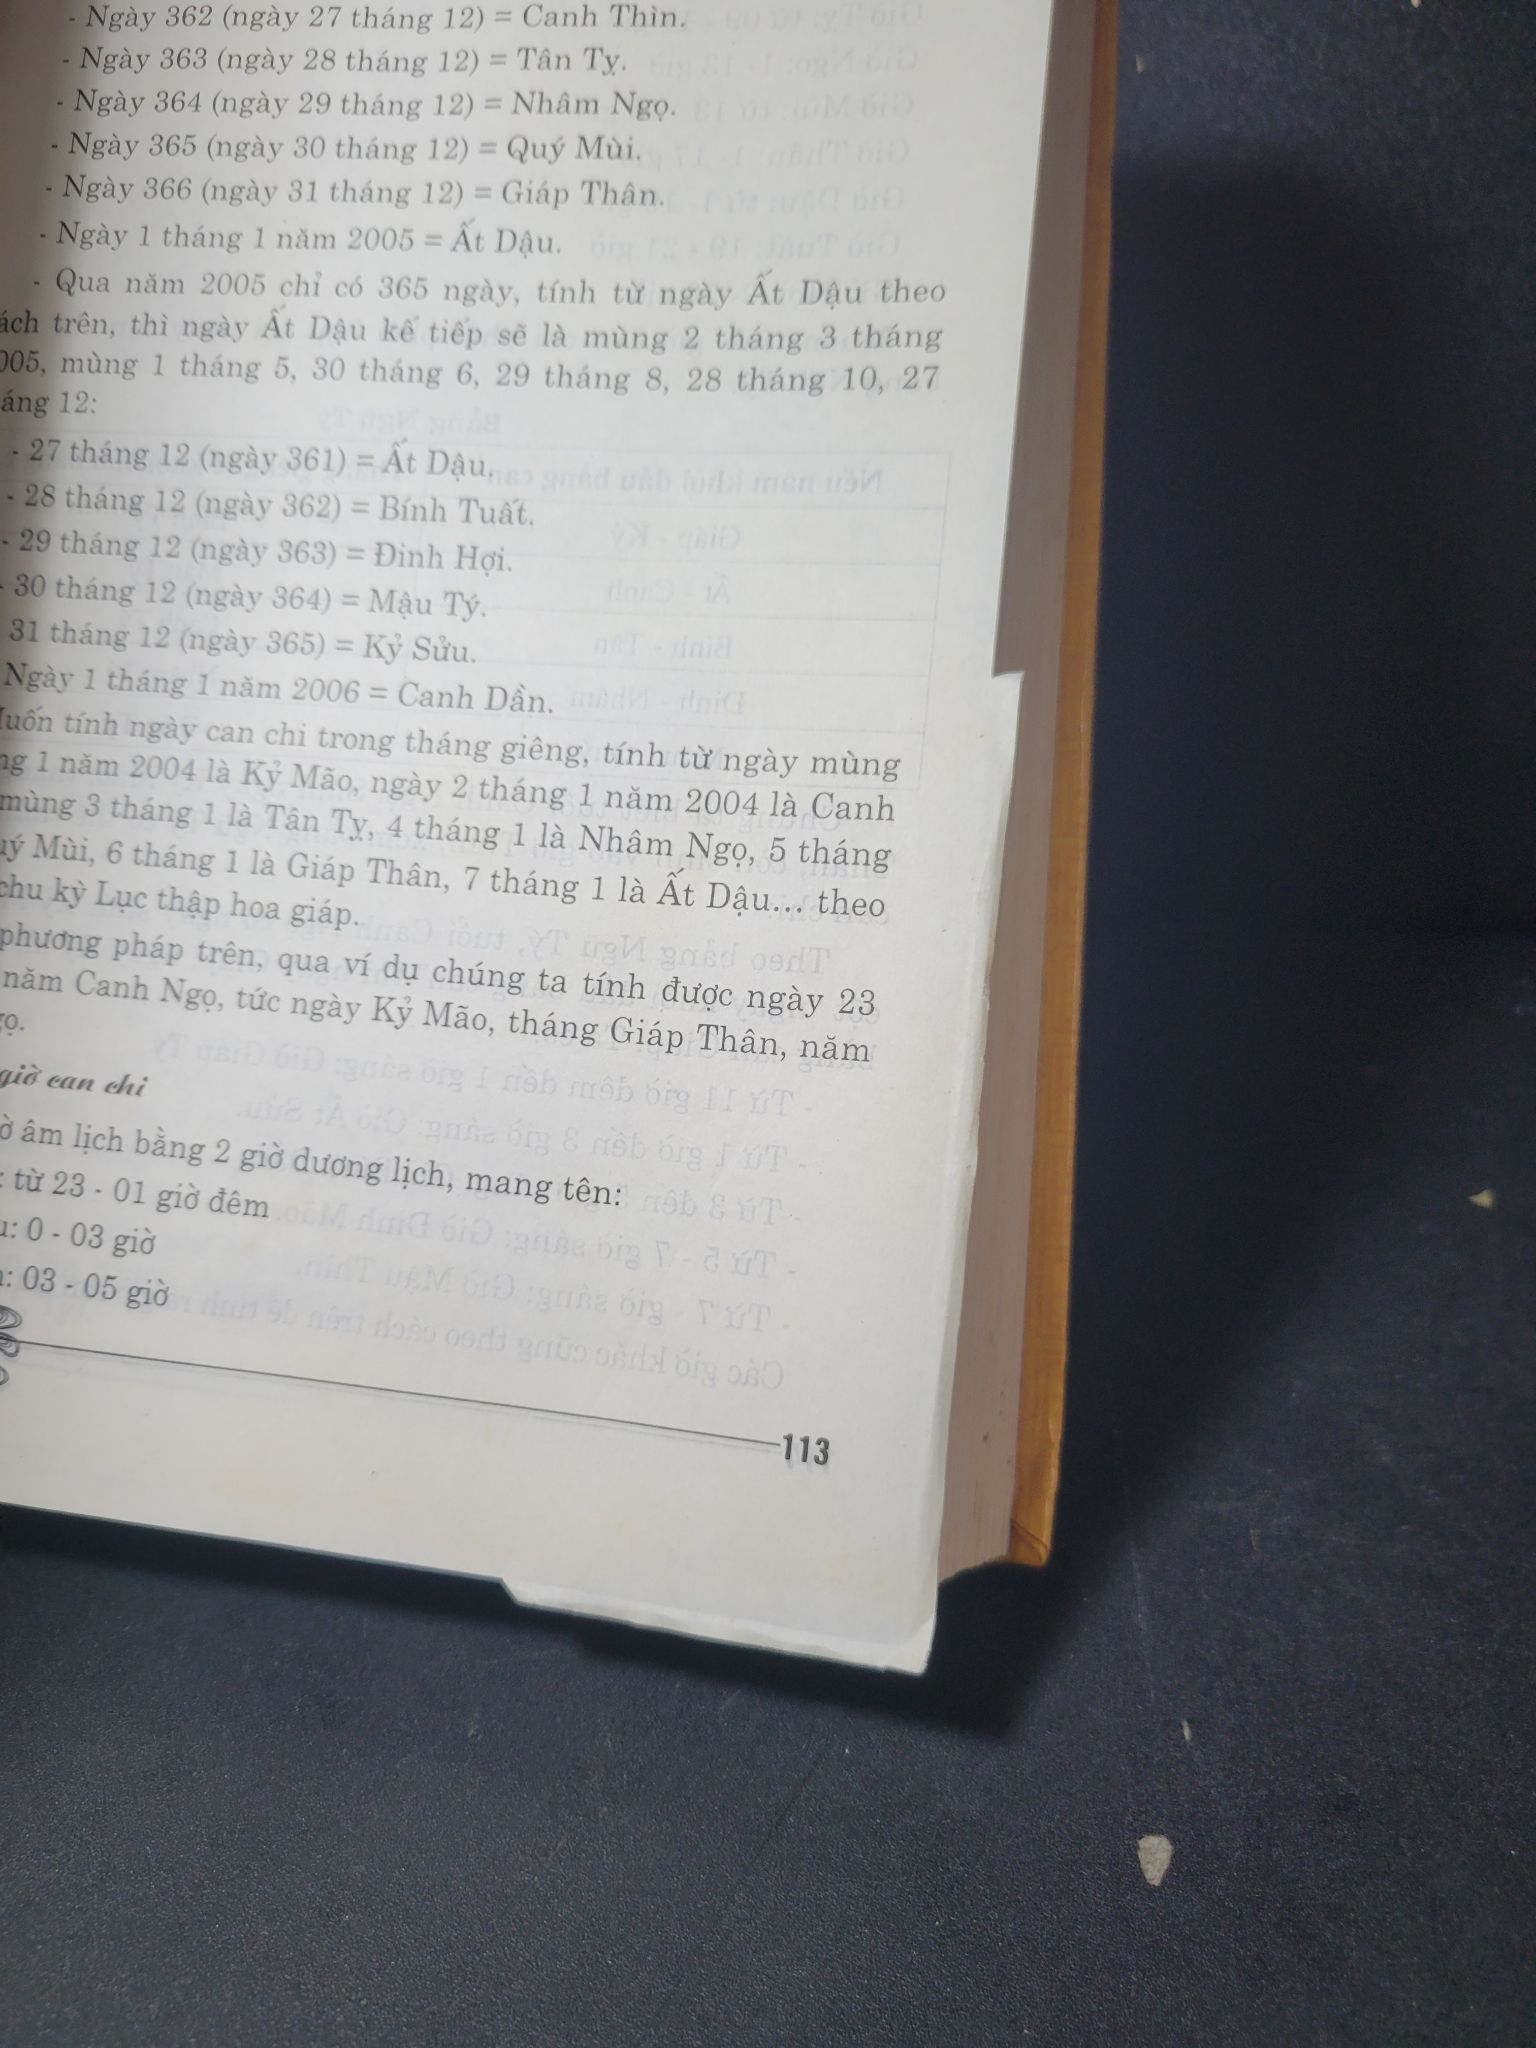 - Ngày 362 (ngày 27 tháng 12) = Canh Thìn.
- Ngày 363 (ngày 28 tháng 12) = Tân Tỵ.
- Ngày 364 (ngày 29 tháng 12) = Nhâm Ngọ.
- Ngày 365 (ngày 30 tháng 12) = Quý Mùi.
- Ngày 366 (ngày 31 tháng 12) = Giáp Thân.
- Ngày 1 tháng 1 năm 2005 = Ất Dậu.
- Qua năm 2005 chỉ có 365 ngày, tính từ ngày Ất Dậu theo
ách trên, thì ngày Ất Dậu kế tiếp sẽ là mùng 2 tháng 3 tháng
005, mùng 1 tháng 5, 30 tháng 6, 29 tháng 8, 28 tháng 10, 27
áng 12:
- 27 tháng 12 (ngày 361) = Ất Dậu.
- 28 tháng 12 (ngày 362) = Bính Tuất.
- 29 tháng 12 (ngày 363) = Đinh Hợi.
- 30 tháng 12 (ngày 364) = Mậu Tý.
31 tháng 12 (ngày 365) = Kỷ Sửu.
Ngày 1 tháng 1 năm 2006 = Canh Dần.
uốn tính ngày can chi trong tháng giêng, tính từ ngày mùng
ng 1 năm 2004 là Kỷ Mão, ngày 2 tháng 1 năm 2004 là Canh
mùng 3 tháng 1 là Tân Tỵ, 4 tháng 1 là Nhâm Ngọ, 5 tháng
uý Mùi, 6 tháng 1 là Giáp Thân, 7 tháng 1 là Ất Dậu... theo
chu kỳ Lục thập hoa giáp.
phương pháp trên, qua ví dụ chúng ta tính được ngày 23
năm Canh Ngọ, tức ngày Kỷ Mão, tháng Giáp Thân, năm
gọ.
giờ can chi
ờ âm lịch bằng 2 giờ dương lịch, mang tên:
: từ 23 - 01 giờ đêm
u: 0 - 03 giờ
n: 03 - 05 giờ
113